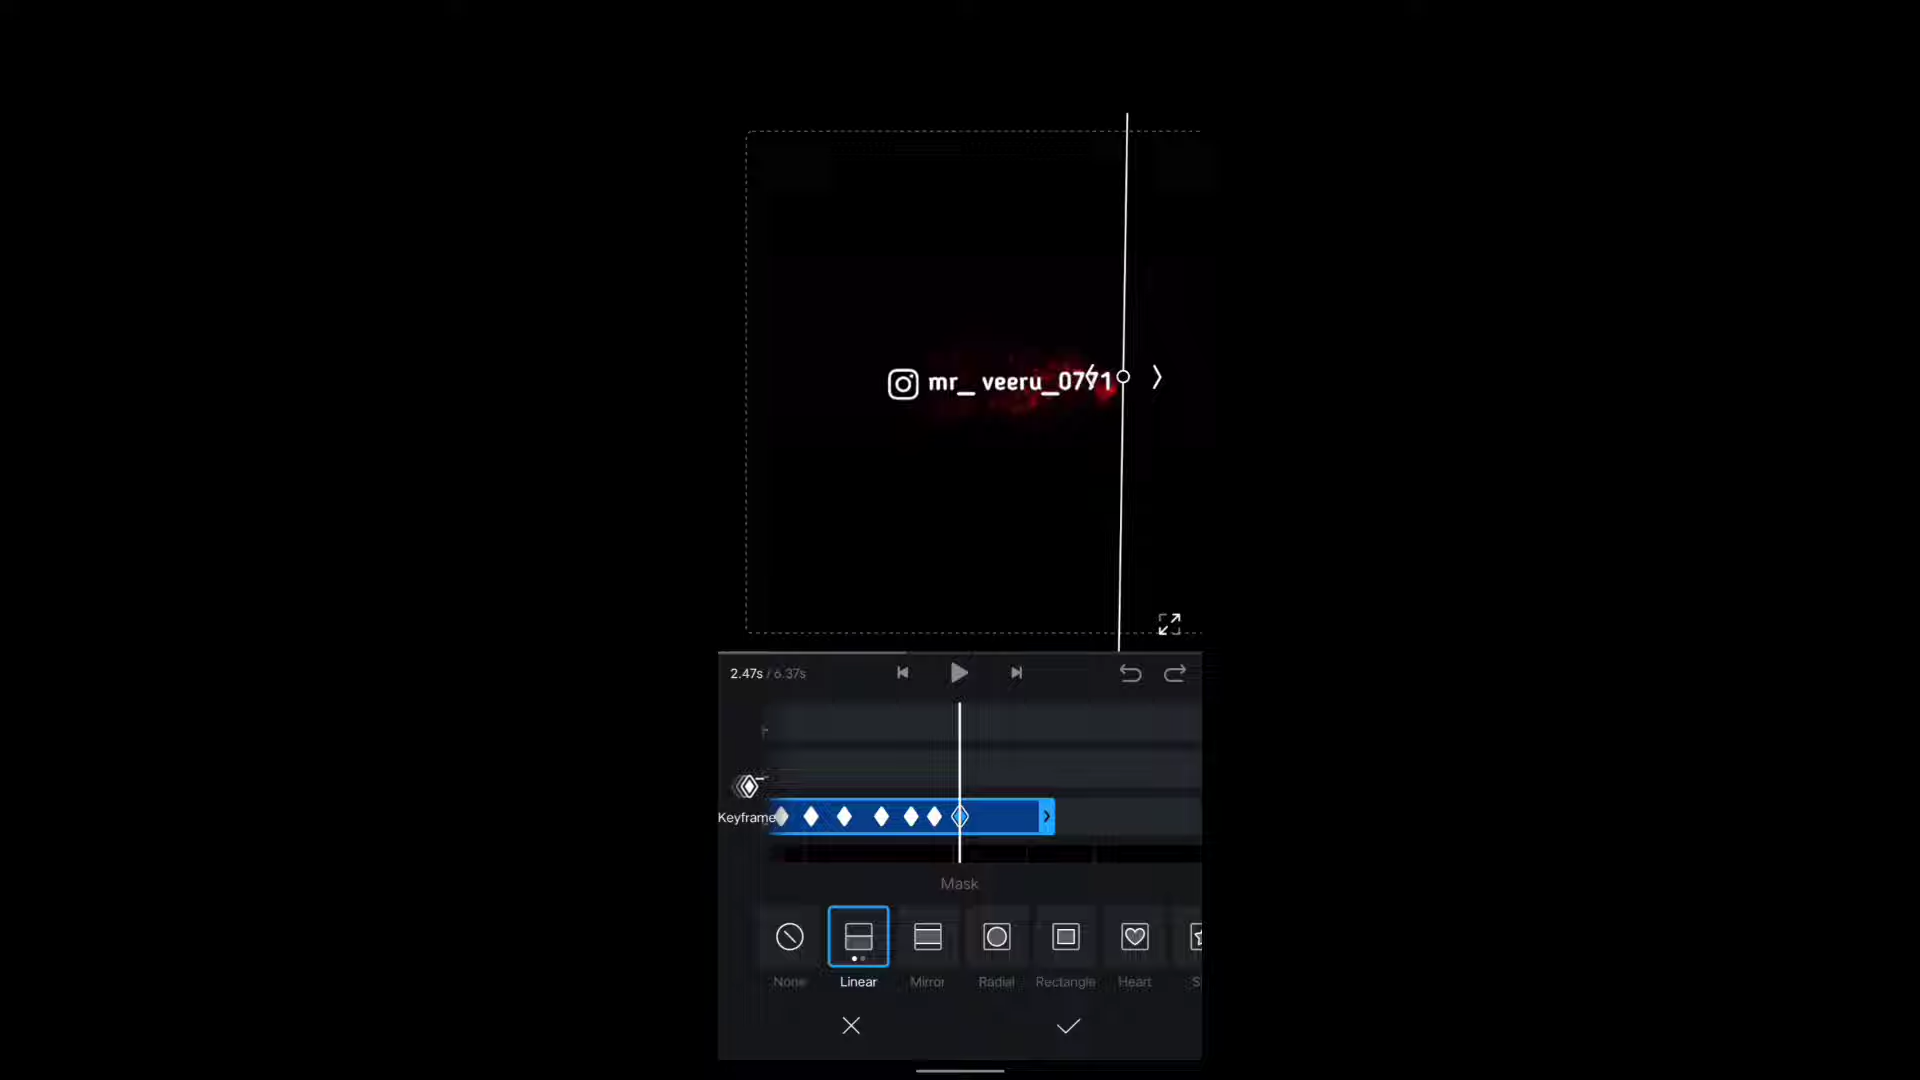 mr_ veeru_0791
2.47s / 6.37s
Keyframe
Mask
None Linear Mirror Radial Rectangle Heart